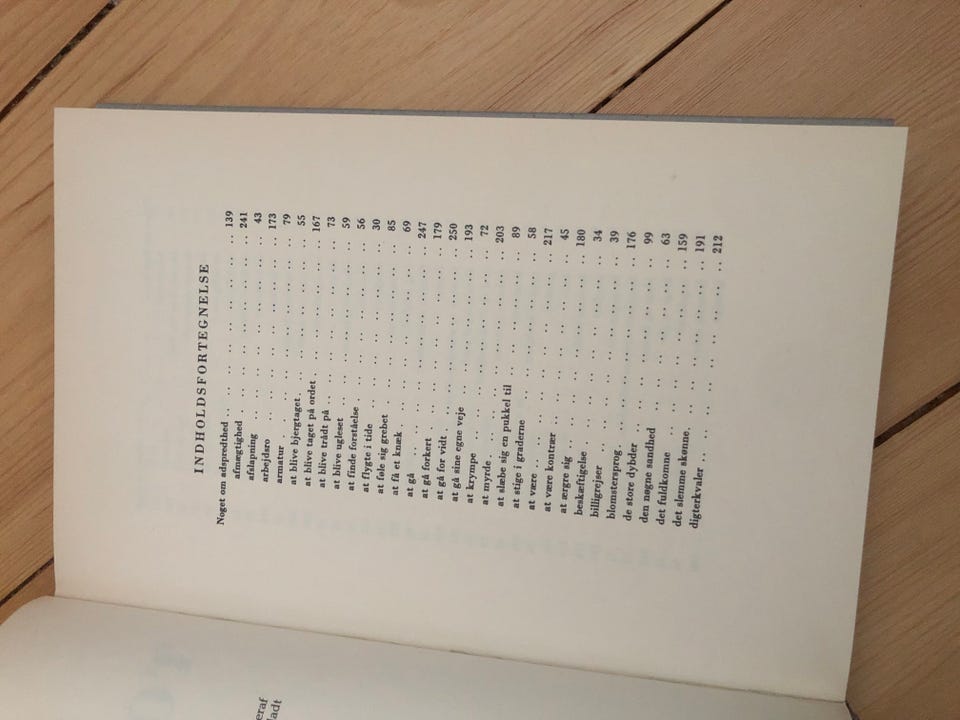 INDHOLDSFORTEGNELSE
Noget om adspredthed .. .. .. .. .. .. .. 139
afmægtighed .. .. .. .. .. .. .. 241
afslapning .. .. .. .. .. .. .. 43
arbejdsro .. .. .. .. .. .. .. 173
armatur .. .. .. .. .. .. .. 79
at blive bjergtaget .. .. .. .. .. .. 55
at blive taget på ordet .. .. .. .. .. 167
at blive trådt på .. .. .. .. .. .. 73
at blive ugleset .. .. .. .. .. .. 59
at finde forståelse .. .. .. .. .. .. 56
at flygte i tide .. .. .. .. .. .. 30
at føle sig grebet .. .. .. .. .. .. 85
at få et knæk .. .. .. .. .. .. .. 69
at gå .. .. .. .. .. .. .. .. 247
at gå forkert .. .. .. .. .. .. .. 179
at gå for vidt .. .. .. .. .. .. .. 250
at gå sine egne veje .. .. .. .. .. .. 193
at krympe .. .. .. .. .. .. .. 72
at myrde .. .. .. .. .. .. .. 203
at slæbe sig en pukkel til .. .. .. .. .. 89
at stige i graderne .. .. .. .. .. .. 58
at være .. .. .. .. .. .. .. .. 217
at være kontrær .. .. .. .. .. .. 45
at ærgre sig .. .. .. .. .. .. .. 180
beskæftigelse .. .. .. .. .. .. .. 34
billigrejser .. .. .. .. .. .. .. 39
blomstersprog .. .. .. .. .. .. .. 176
de store dybder .. .. .. .. .. .. 99
den nøgne sandhed .. .. .. .. .. .. 63
det fuldkomne .. .. .. .. .. .. .. 159
det slemme skønne .. .. .. .. .. .. 191
digterkvaler .. .. .. .. .. .. .. 212
eraf
ladt